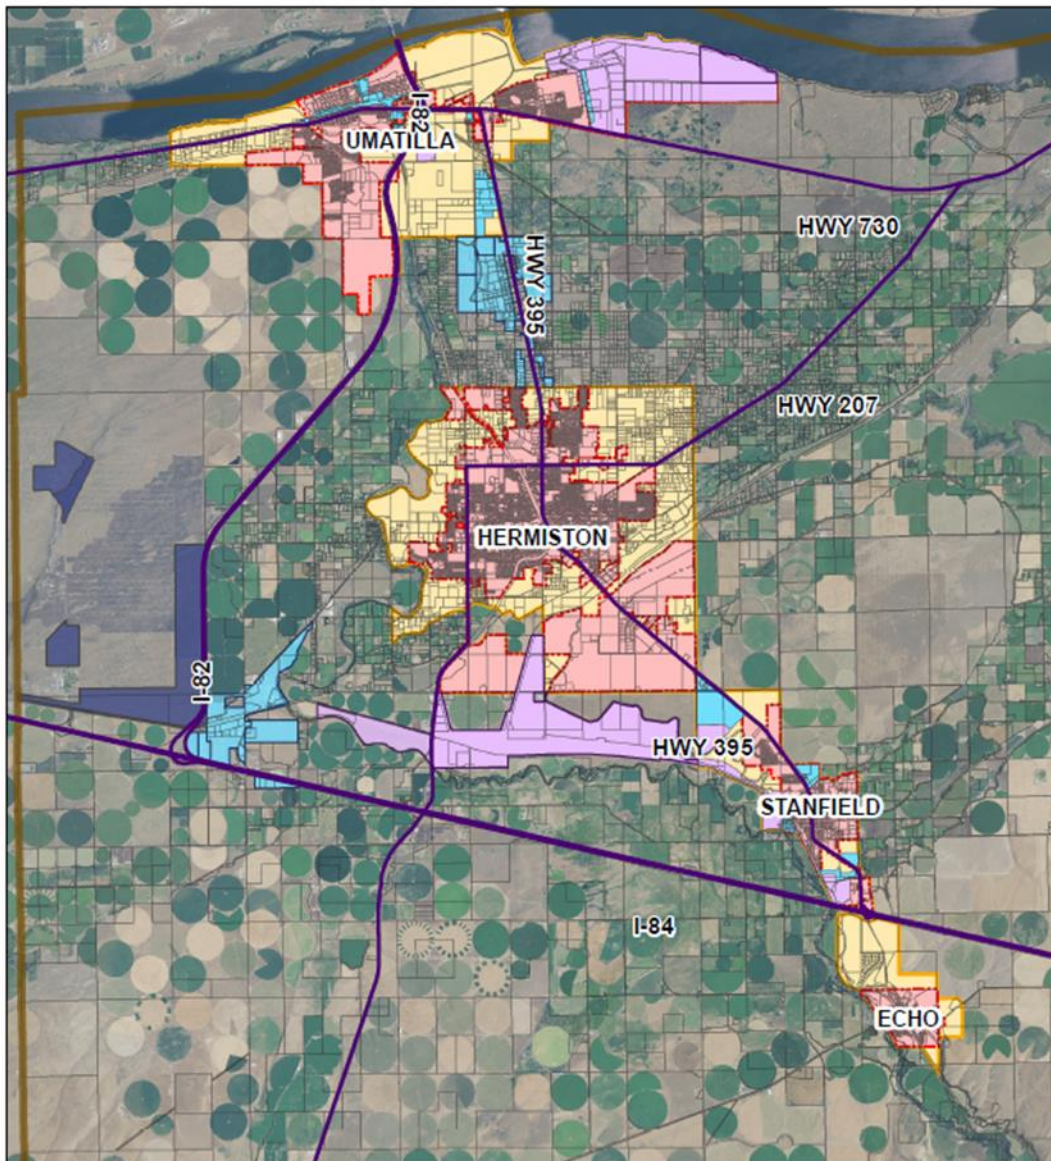 I-82
UMATILLA
HWY 730
HWY 395
HWY 207
HERMISTON
I-82
HWY 395
STANFIELD
I-84
ECHO